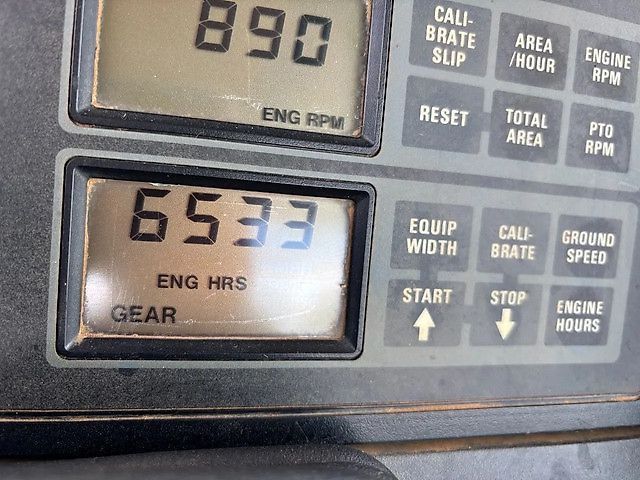 890
ENG RPM
CALI-
BRATE
SLIP
AREA
/HOUR
ENGINE
RPM
RESET
TOTAL
AREA
PTO
RPM
6533
ENG HRS
GEAR
EQUIP
WIDTH
CALI-
BRATE
GROUND
SPEED
START
STOP
ENGINE
HOURS